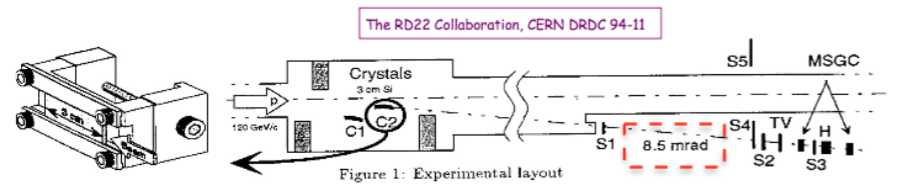 The RD22 Collaboration, CERN DRDC 94-11
S5
MSGC
Crystals
3 cm Si
p
120 GeV/c
C1
C2
3 cm
S1
8.5 mrad
S4
TV
S2
H
S3
Figure 1: Experimental layout